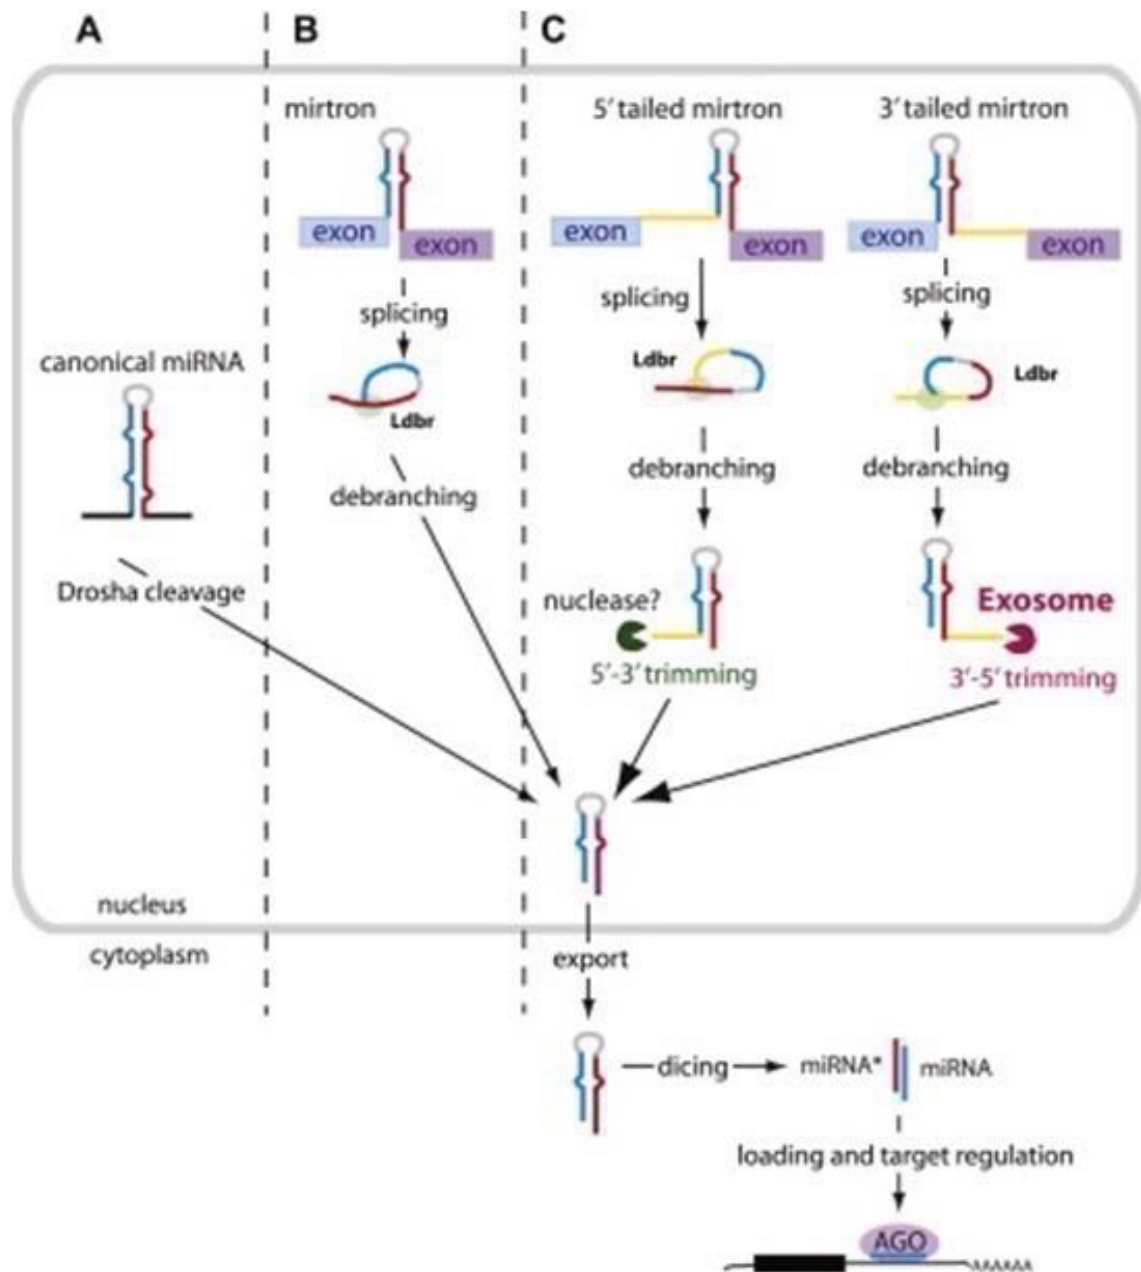 A
B
C
mirtron
5' tailed mirtron
3' tailed mirtron
exon
exon
exon
exon
exon
exon
splicing
splicing
splicing
canonical miRNA
Ldbr
Ldbr
Ldbr
debranching
debranching
debranching
Drosha cleavage
nuclease?
Exosome
5'-3' trimming
3'-5' trimming
nucleus
cytoplasm
export
dicing
miRNA*
miRNA
loading and target regulation
AGO
AAAAAA